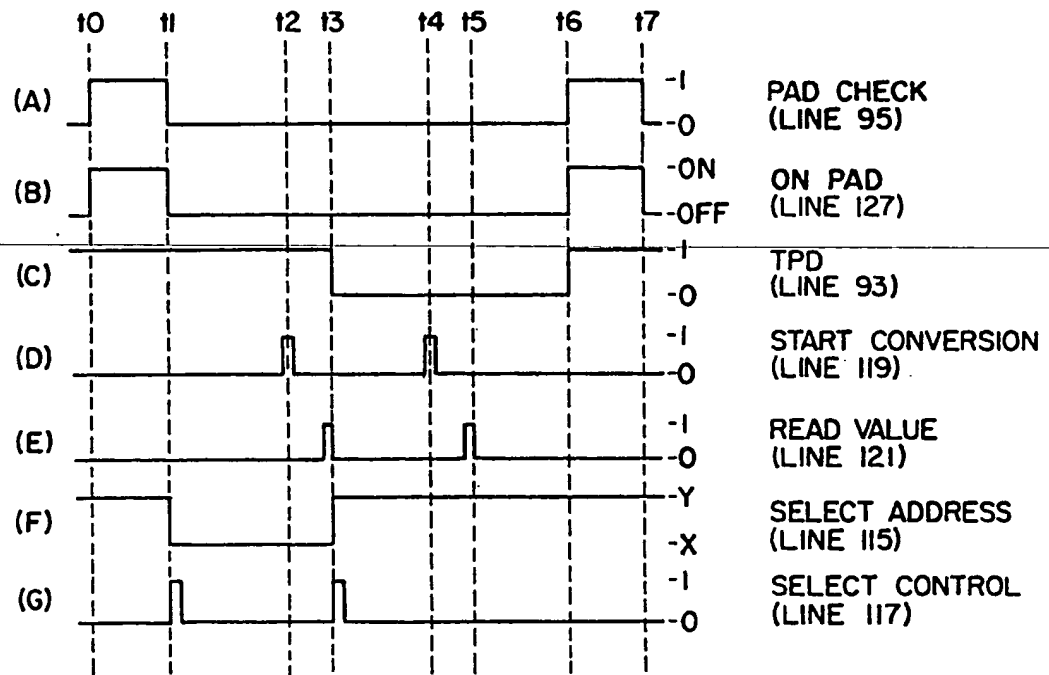 t0 t1 t2 t3 t4 t5 t6 t7
(A) -1 PAD CHECK
-0 (LINE 95)
(B) -ON ON PAD
-OFF (LINE 127)
(C) -1 TPD
-0 (LINE 93)
(D) -1 START CONVERSION
-0 (LINE 119)
(E) -1 READ VALUE
-0 (LINE 121)
(F) -Y SELECT ADDRESS
-X (LINE 115)
(G) -1 SELECT CONTROL
-0 (LINE 117)